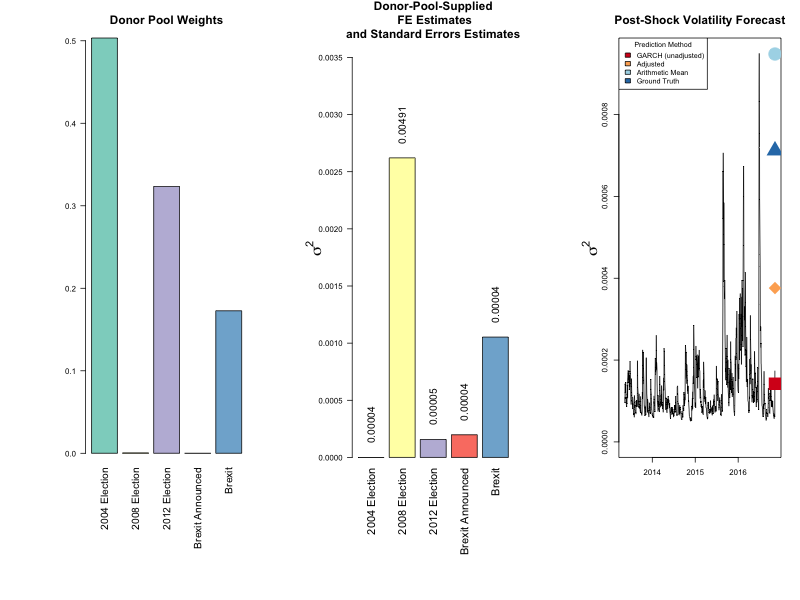 Donor Pool Weights
0.5
0.4
0.3
0.2
0.1
0.0
2004 Election
2008 Election
2012 Election
Brexit Announced
Brexit
Donor-Pool-Supplied
FE Estimates
and Standard Errors Estimates
σ²
0.0035
0.0030
0.0025
0.0020
0.0015
0.0010
0.0005
0.0000
0.00004
0.00491
0.00005
0.00004
0.00004
2004 Election
2008 Election
2012 Election
Brexit Announced
Brexit
Post-Shock Volatility Forecast
Prediction Method
GARCH (unadjusted)
Adjusted
Arithmetic Mean
Ground Truth
σ²
0.0008
0.0006
0.0004
0.0002
0.0000
2014
2015
2016